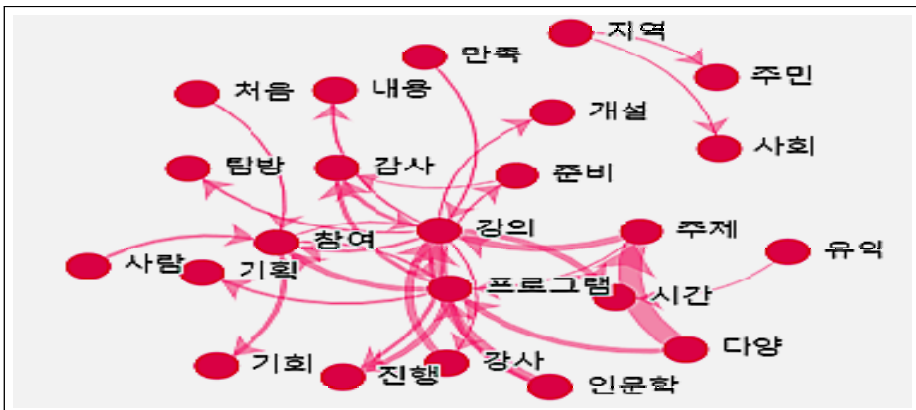 지역
만족
주민
처음
내용
개설
사회
탐방
감사
준비
강의
주제
참여
유익
사람
기획
프로그램
시간
다양
기회
진행
강사
인문학